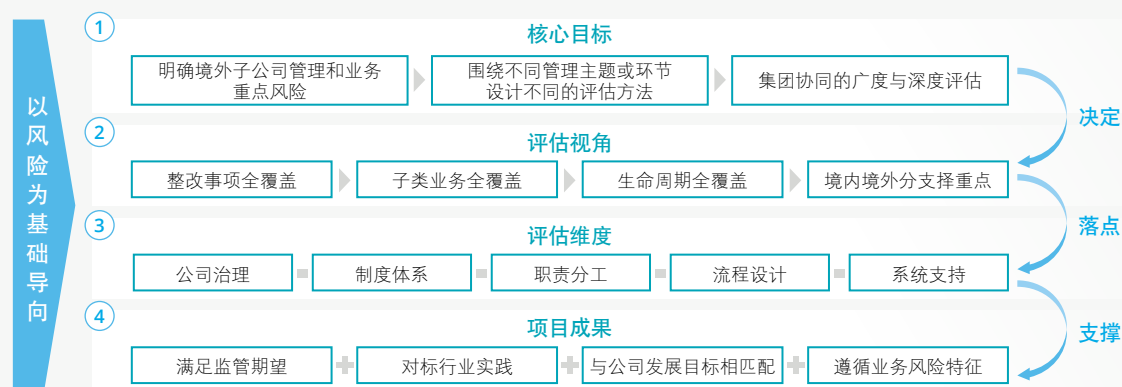 以风险为基础导向
1
核心目标
明确境外子公司管理和业务
重点风险
围绕不同管理主题或环节
设计不同的评估方法
集团协同的广度与深度评估
决定
2
评估视角
整改事项全覆盖
子类业务全覆盖
生命周期全覆盖
境内境外分支择重点
落点
3
评估维度
公司治理
制度体系
职责分工
流程设计
系统支持
支撑
4
项目成果
满足监管期望
对标行业实践
与公司发展目标相匹配
遵循业务风险特征